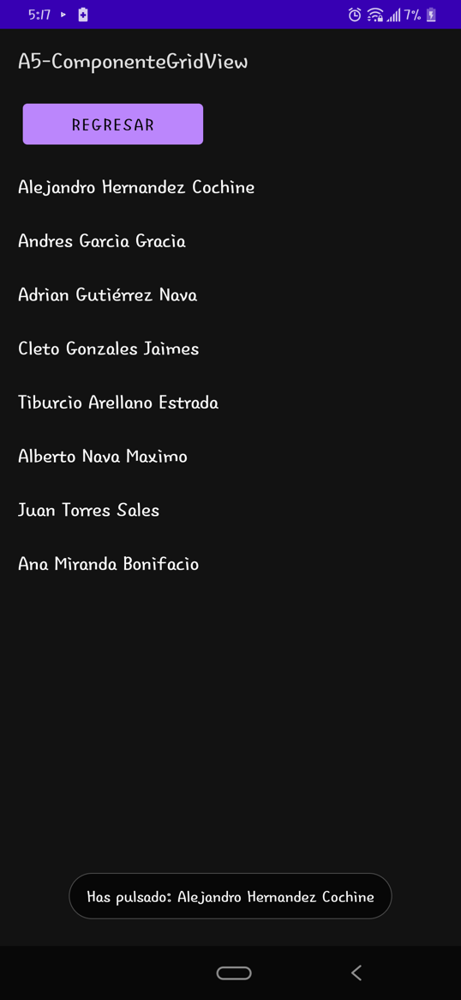 5:17 7%
A5-ComponenteGridView
REGRESAR
Alejandro Hernandez Cochine
Andres Garcia Gracia
Adrian Gutiérrez Nava
Cleto Gonzales Jaimes
Tiburcio Arellano Estrada
Alberto Nava Maximo
Juan Torres Sales
Ana Miranda Bonifacio
Has pulsado: Alejandro Hernandez Cochine